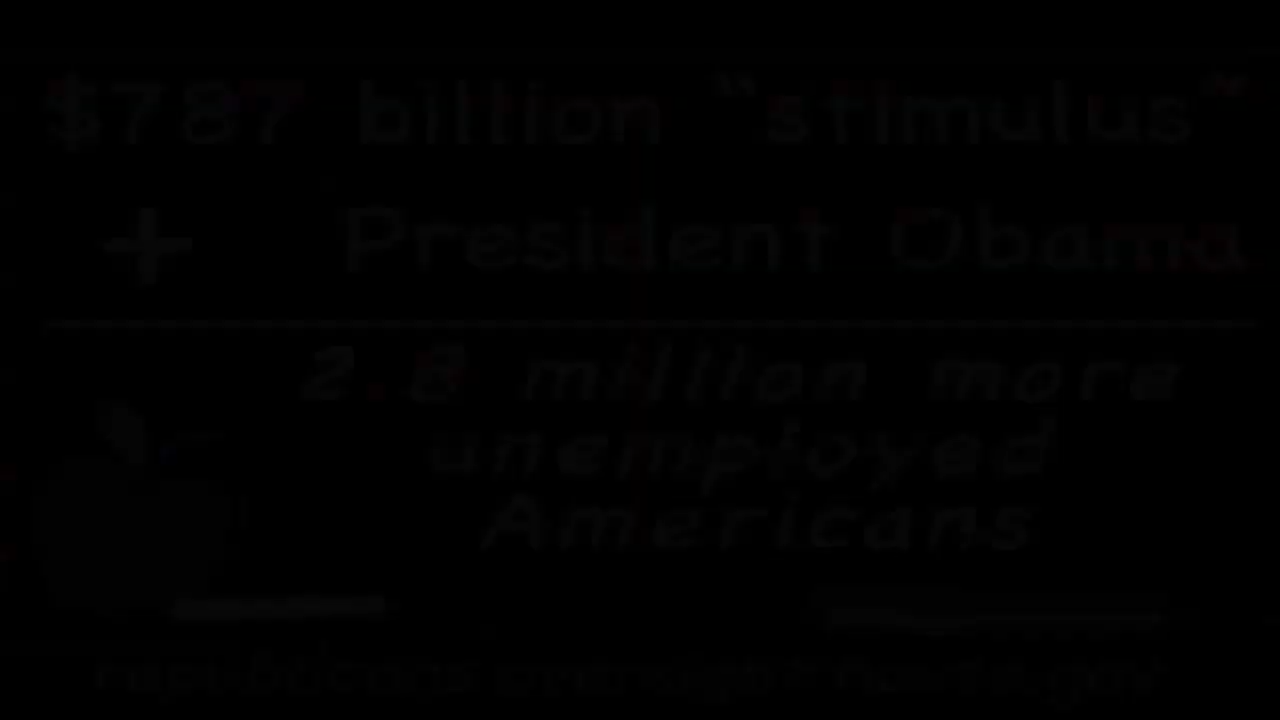 $787 billion "stimulus"
+ President Obama
2.8 million more
unemployed
Americans